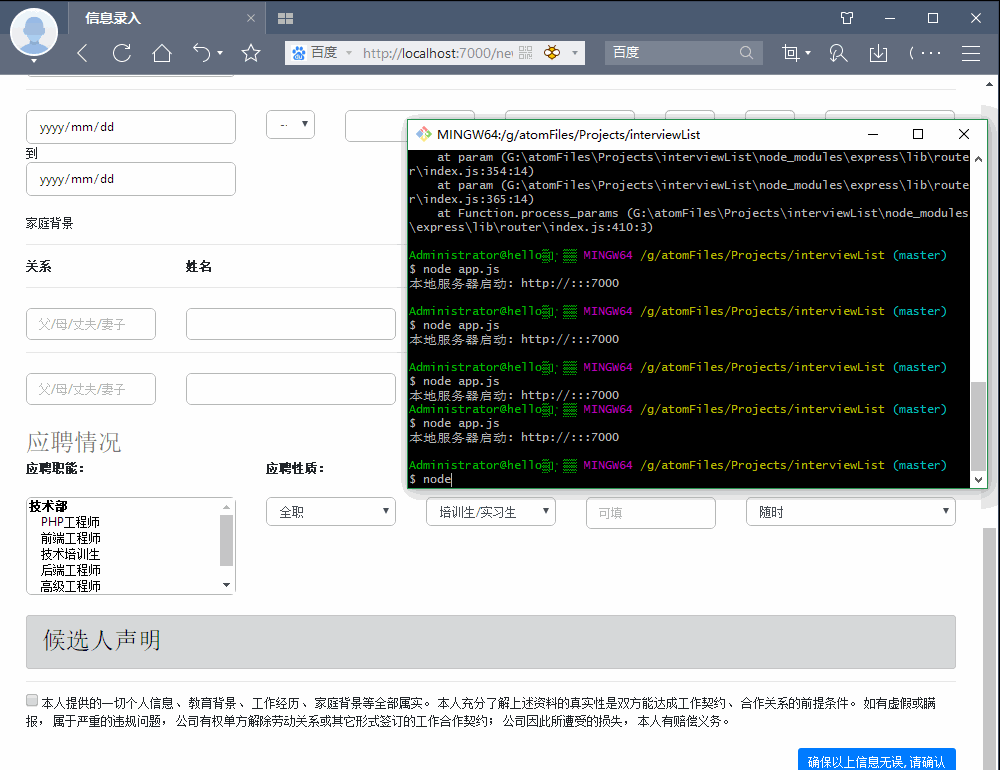 信息录入
百度 http://localhost:7000/nev
百度
yyyy/mm/dd
--
到
yyyy/mm/dd
家庭背景
关系 姓名
父/母/丈夫/妻子
父/母/丈夫/妻子
MINGW64:/g/atomFiles/Projects/interviewList
at param (G:\atomFiles\Projects\interviewList\node_modules\express\lib\route
r\index.js:354:14)
at param (G:\atomFiles\Projects\interviewList\node_modules\express\lib\route
r\index.js:365:14)
at Function.process_params (G:\atomFiles\Projects\interviewList\node_modules
\express\lib\router\index.js:410:3)
Administrator@hello MINGW64 /g/atomFiles/Projects/interviewList (master)
$ node app.js
本地服务器启动: http://:::7000
Administrator@hello MINGW64 /g/atomFiles/Projects/interviewList (master)
$ node app.js
本地服务器启动: http://:::7000
Administrator@hello MINGW64 /g/atomFiles/Projects/interviewList (master)
$ node app.js
本地服务器启动: http://:::7000
Administrator@hello MINGW64 /g/atomFiles/Projects/interviewList (master)
$ node app.js
本地服务器启动: http://:::7000
Administrator@hello MINGW64 /g/atomFiles/Projects/interviewList (master)
$ node
应聘情况
应聘职能： 应聘性质：
技术部
PHP工程师
前端工程师
技术培训生
后端工程师
高级工程师
全职 培训生/实习生 可填 随时
候选人声明
本人提供的一切个人信息、教育背景、工作经历、家庭背景等全部属实。本人充分了解上述资料的真实性是双方能达成工作契约、合作关系的前提条件。如有虚假或瞒
报，属于严重的违规问题，公司有权单方解除劳动关系或其它形式签订的工作合作契约；公司因此所遭受的损失，本人有赔偿义务。
确保以上信息无误,请确认